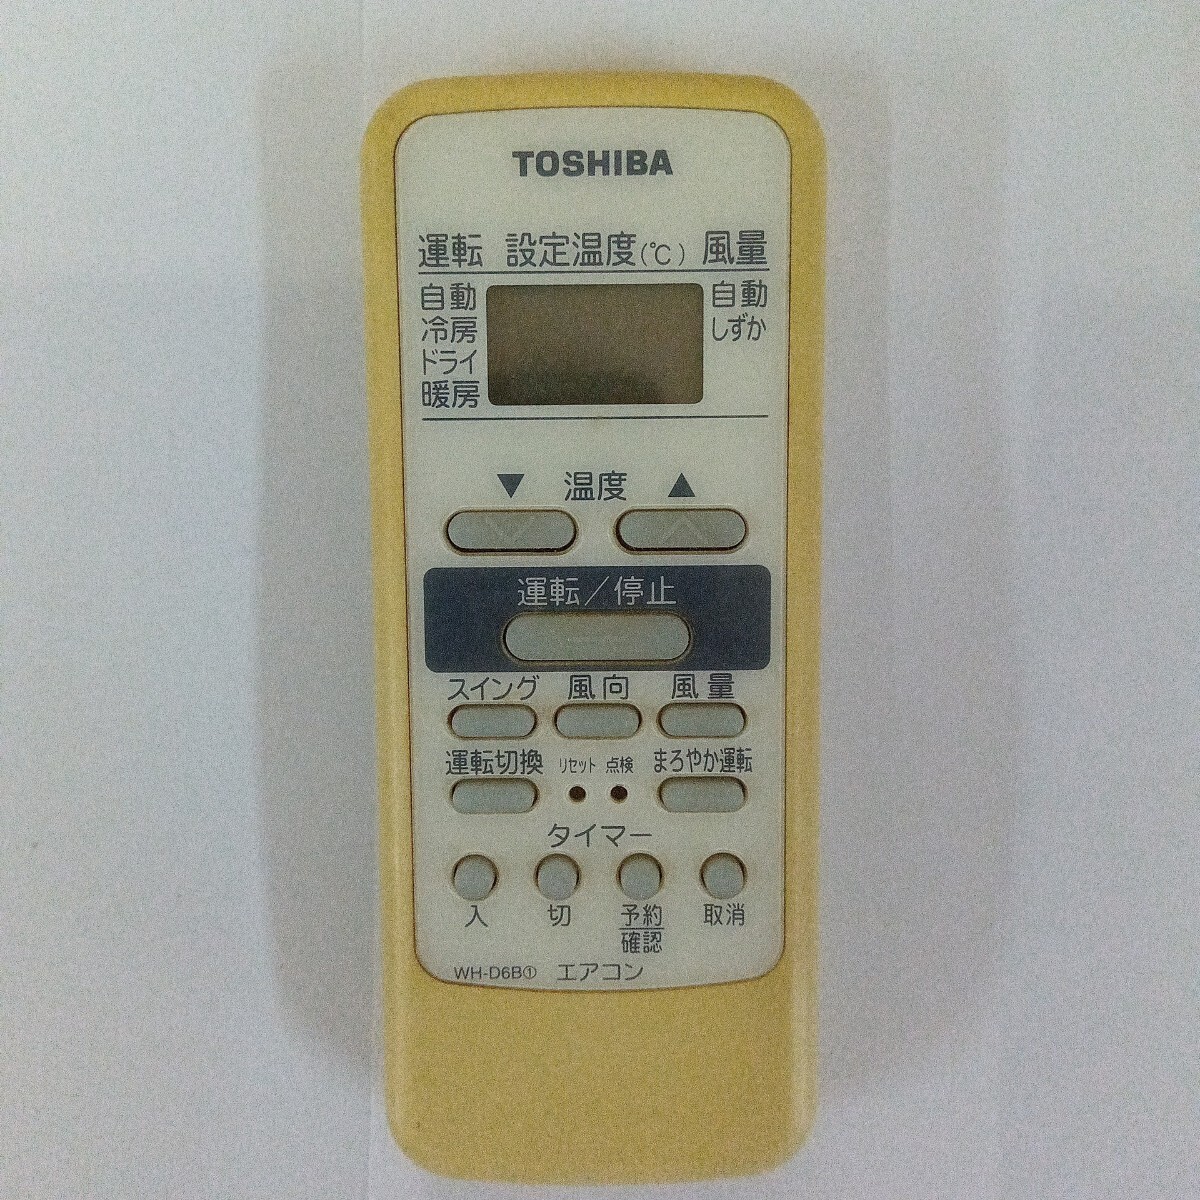 TOSHIBA
運転 設定温度(℃) 風量
自動 自動
冷房 しずか
ドライ
暖房
▼ 温度 ▲
運転/停止
スイング 風向 風量
運転切換 リセット 点検 まろやか運転
タイマー
入 切 予約 取消
確認
WH-D6B① エアコン